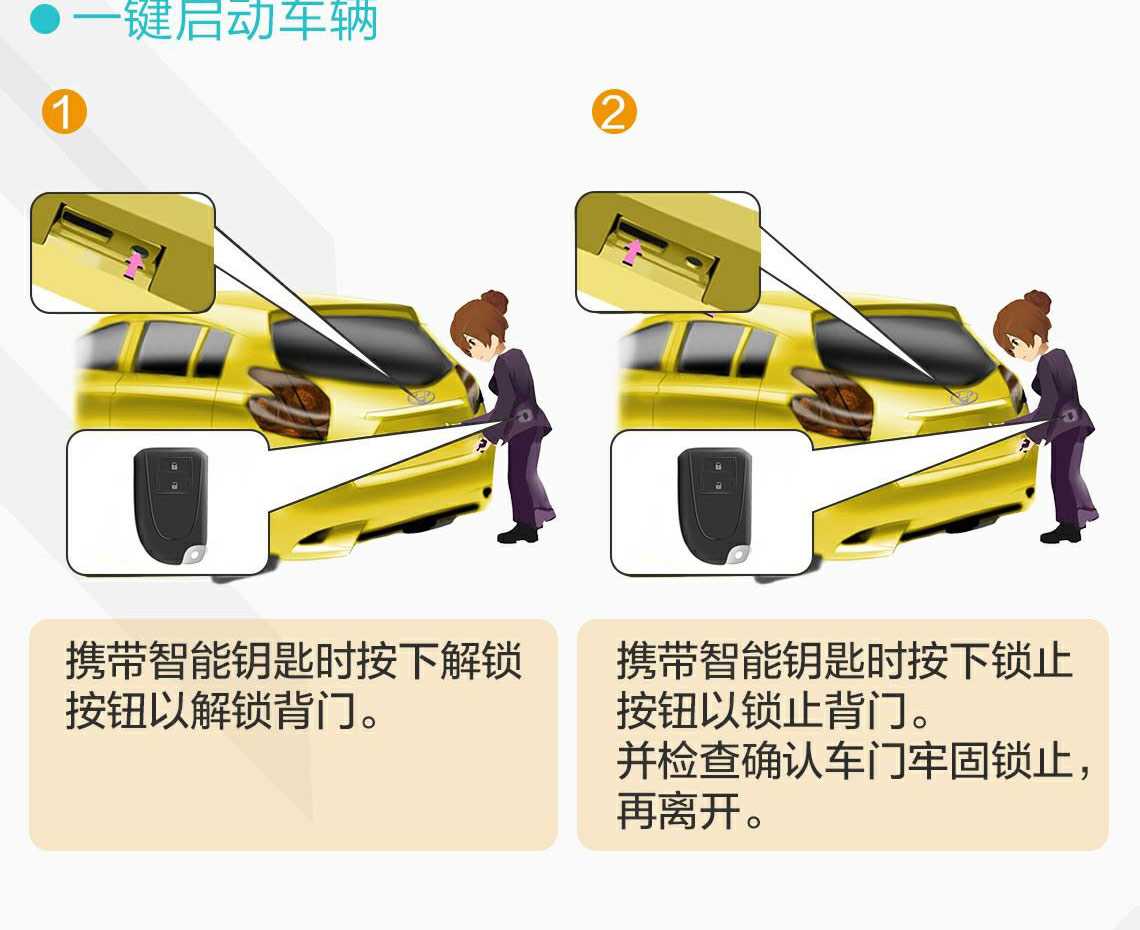 一键启动车辆
1
2
携带智能钥匙时按下解锁
按钮以解锁背门。
携带智能钥匙时按下锁止
按钮以锁止背门。
并检查确认车门牢固锁止，
再离开。